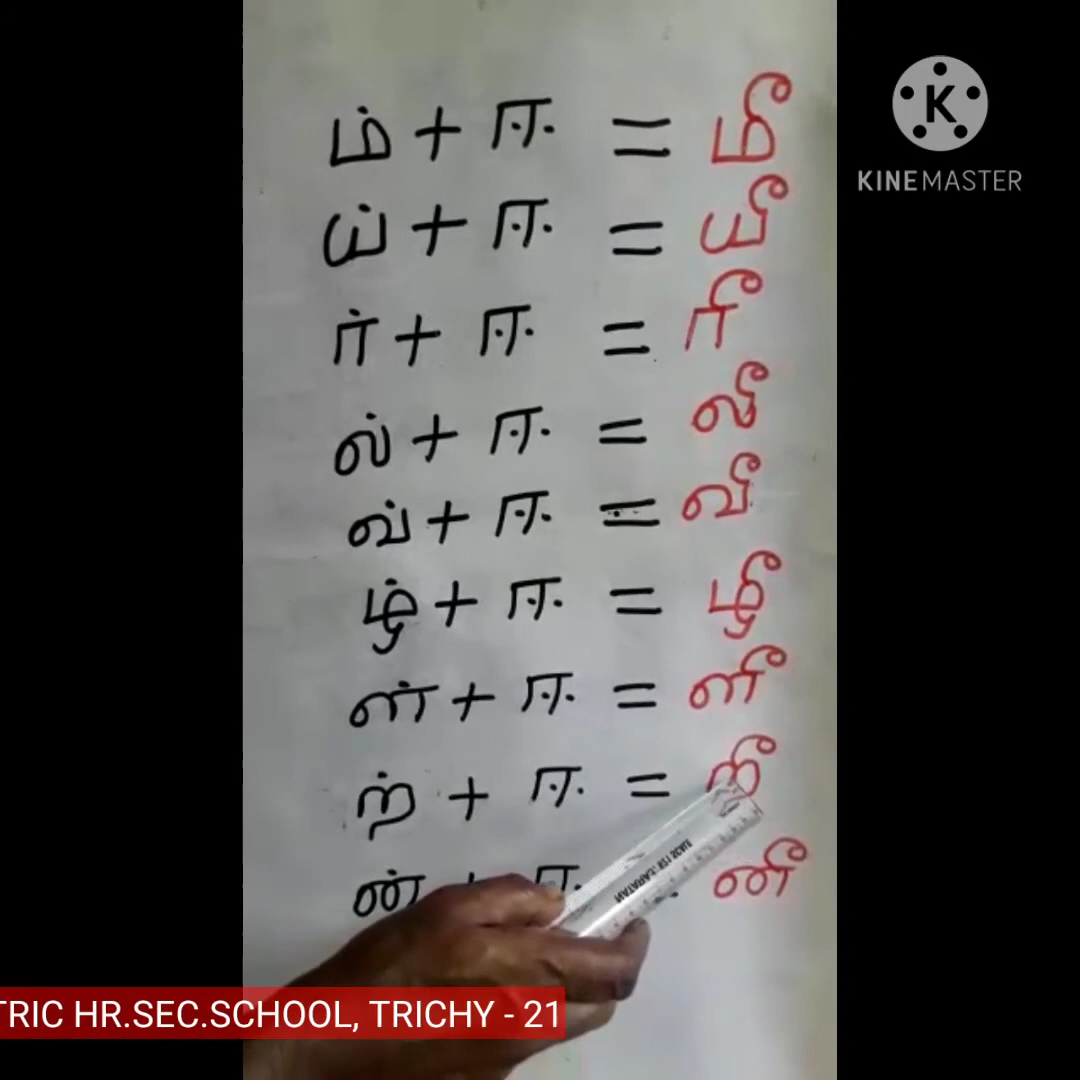 KINEMASTER
ம் + ஈ = மீ
ய் + ஈ = யீ
ர் + ஈ = ரீ
ல் + ஈ = லீ
வ் + ஈ = வீ
ழ் + ஈ = ழீ
ள் + ஈ = ளீ
ற் + ஈ = றீ
ன் + ஈ = னீ
TRIC HR.SEC.SCHOOL, TRICHY - 21